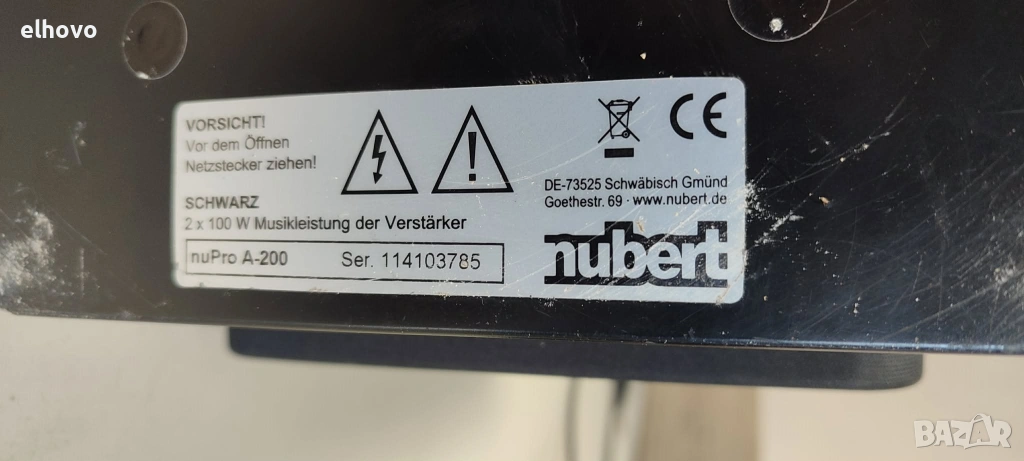 elhovo
VORSICHT!
Vor dem Öffnen
Netzstecker ziehen!
SCHWARZ
2 x 100 W Musikleistung der Verstärker
nuPro A-200 Ser. 114103785
CE
DE-73525 Schwäbisch Gmünd
Goethestr. 69 · www.nubert.de
nubert
BAZAR